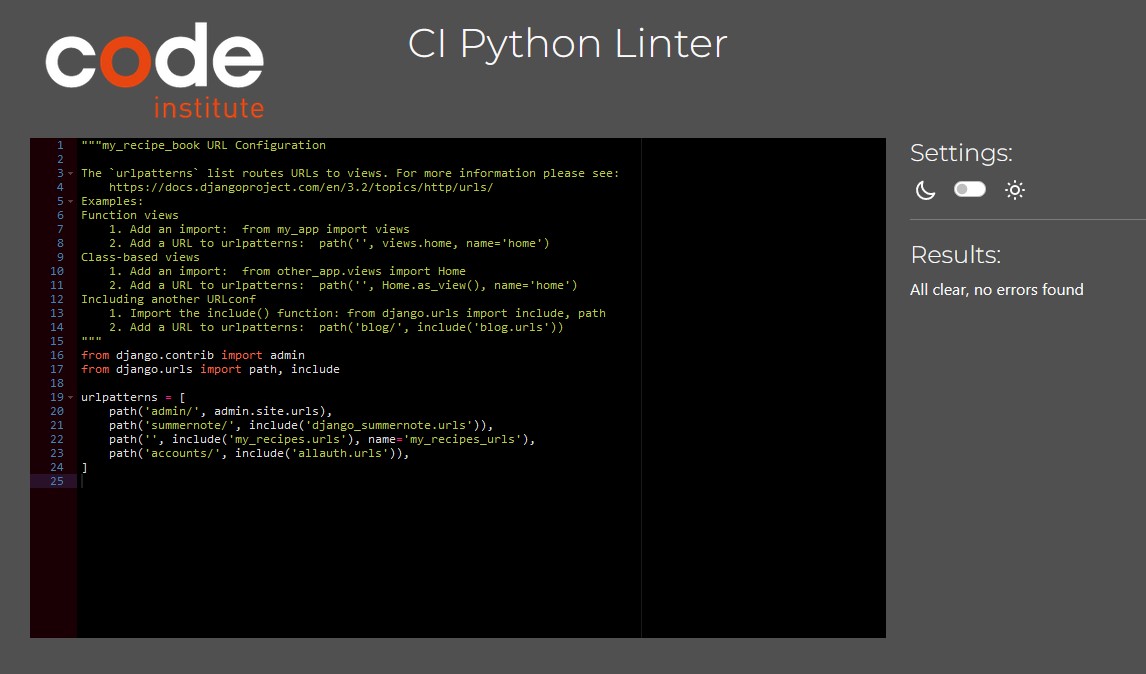 code
institute
CI Python Linter
1 """my_recipe_book URL Configuration
2
3 The `urlpatterns` list routes URLs to views. For more information please see:
4     https://docs.djangoproject.com/en/3.2/topics/http/urls/
5 Examples:
6 Function views
7     1. Add an import:  from my_app import views
8     2. Add a URL to urlpatterns:  path('', views.home, name='home')
9 Class-based views
10     1. Add an import:  from other_app.views import Home
11     2. Add a URL to urlpatterns:  path('', Home.as_view(), name='home')
12 Including another URLconf
13     1. Import the include() function: from django.urls import include, path
14     2. Add a URL to urlpatterns:  path('blog/', include('blog.urls'))
15 """
16 from django.contrib import admin
17 from django.urls import path, include
18
19 urlpatterns = [
20     path('admin/', admin.site.urls),
21     path('summernote/', include('django_summernote.urls')),
22     path('', include('my_recipes.urls'), name='my_recipes_urls'),
23     path('accounts/', include('allauth.urls')),
24 ]
25
Settings:
Results:
All clear, no errors found